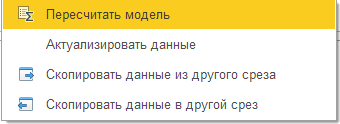 Пересчитать модель
Актуализировать данные
Скопировать данные из другого среза
Скопировать данные в другой срез